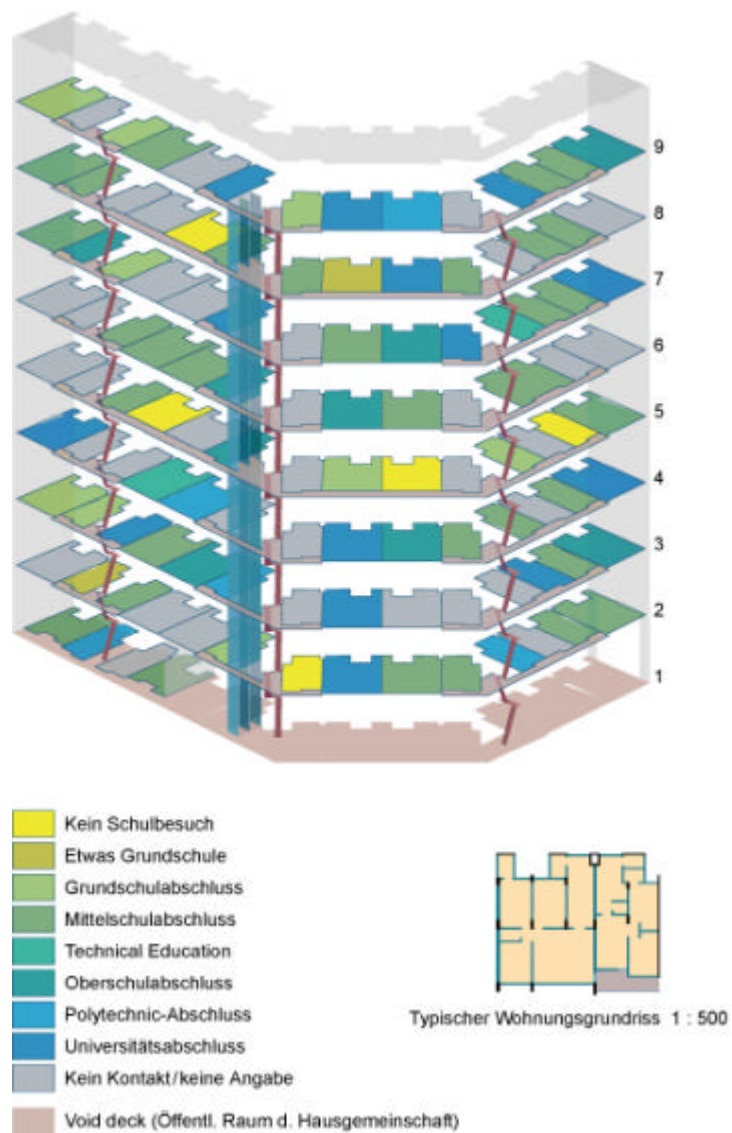 9
8
7
6
5
4
3
2
1
Kein Schulbesuch
Etwas Grundschule
Grundschulabschluss
Mittelschulabschluss
Technical Education
Oberschulabschluss
Polytechnic-Abschluss
Universitätsabschluss
Kein Kontakt/keine Angabe
Void deck (Öffentl. Raum d. Hausgemeinschaft)
Typischer Wohnungsgrundriss 1 : 500